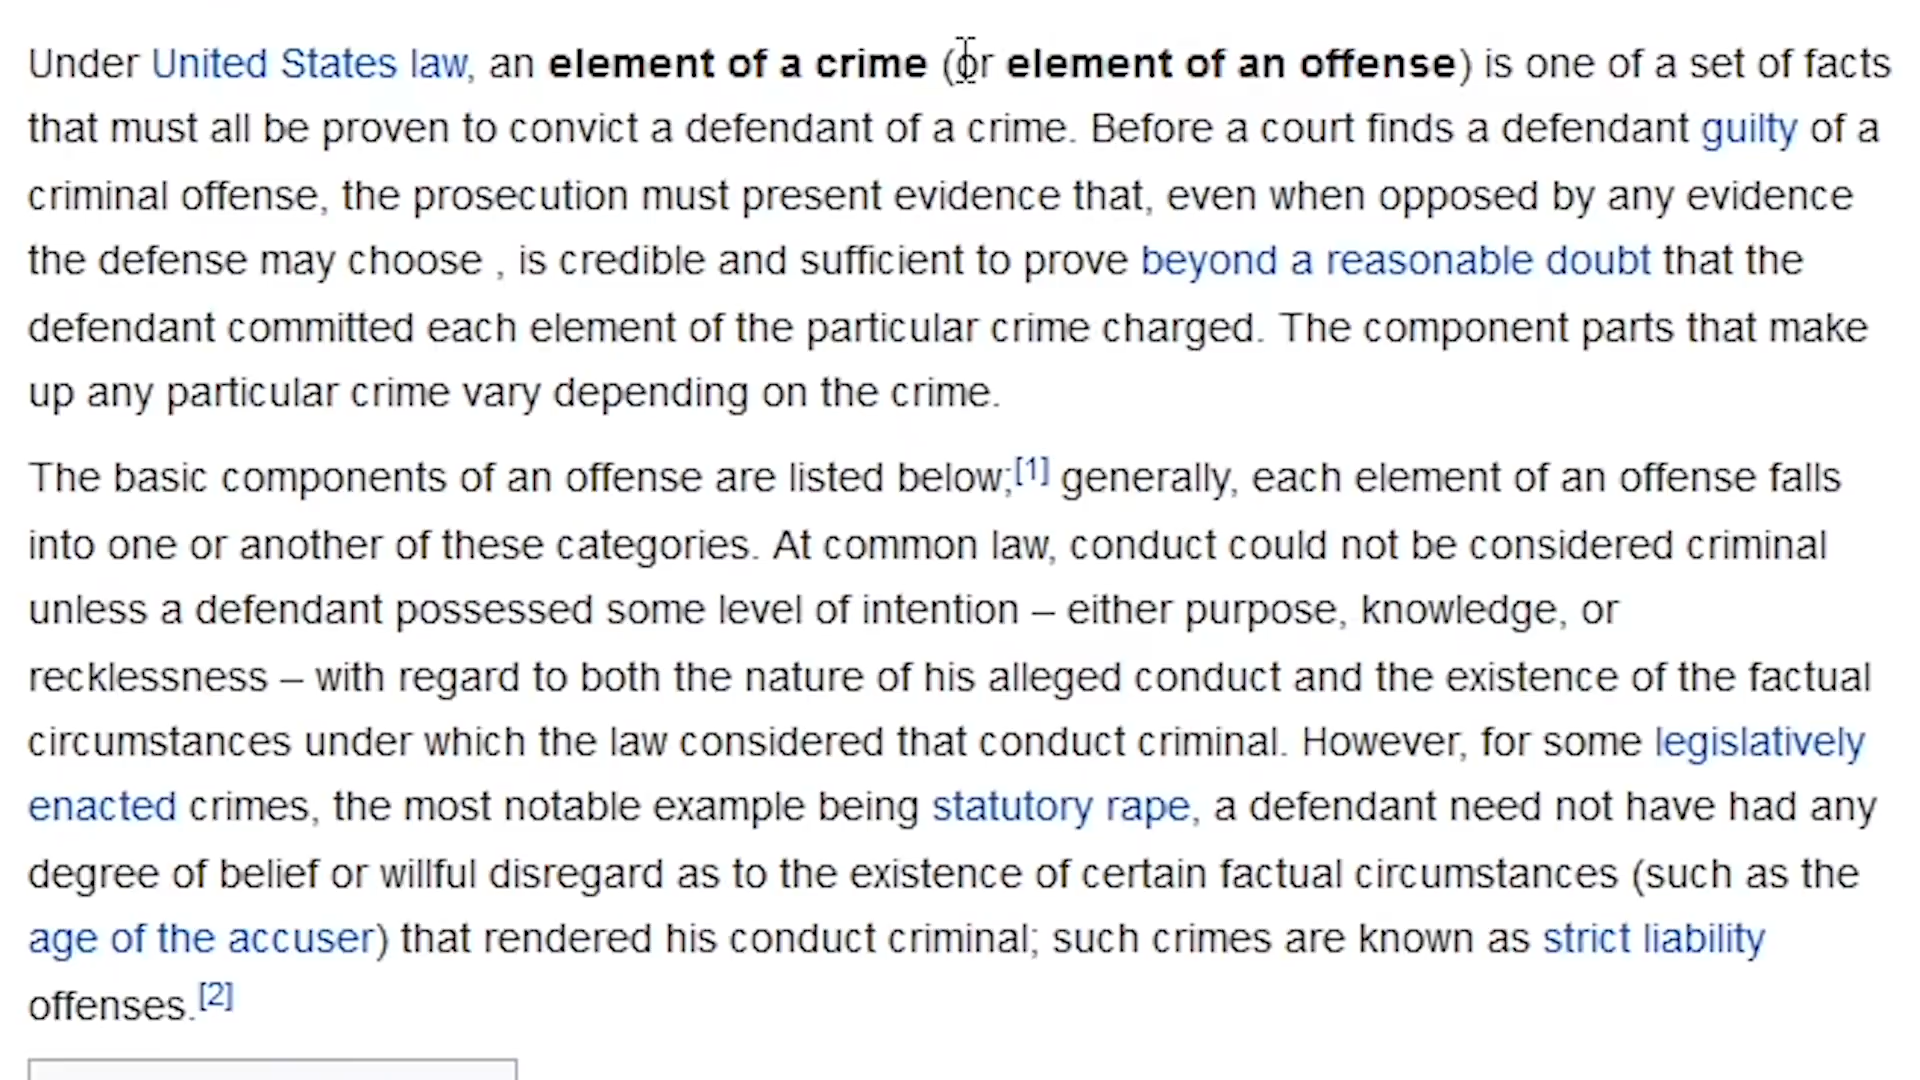 Under United States law, an element of a crime (or element of an offense) is one of a set of facts
that must all be proven to convict a defendant of a crime. Before a court finds a defendant guilty of a
criminal offense, the prosecution must present evidence that, even when opposed by any evidence
the defense may choose , is credible and sufficient to prove beyond a reasonable doubt that the
defendant committed each element of the particular crime charged. The component parts that make
up any particular crime vary depending on the crime.
The basic components of an offense are listed below;[1] generally, each element of an offense falls
into one or another of these categories. At common law, conduct could not be considered criminal
unless a defendant possessed some level of intention – either purpose, knowledge, or
recklessness – with regard to both the nature of his alleged conduct and the existence of the factual
circumstances under which the law considered that conduct criminal. However, for some legislatively
enacted crimes, the most notable example being statutory rape, a defendant need not have had any
degree of belief or willful disregard as to the existence of certain factual circumstances (such as the
age of the accuser) that rendered his conduct criminal; such crimes are known as strict liability
offenses.[2]